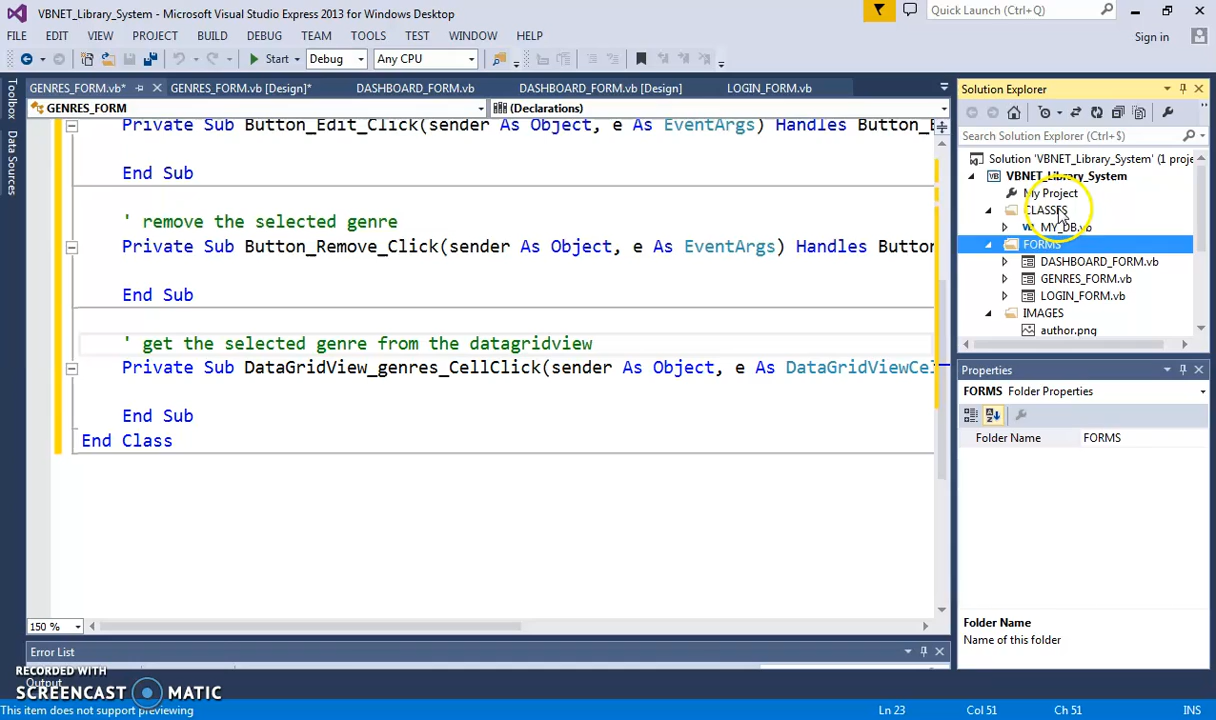 VBNET_Library_System - Microsoft Visual Studio Express 2013 for Windows Desktop
Quick Launch (Ctrl+Q)
FILE EDIT VIEW PROJECT BUILD DEBUG TEAM TOOLS TEST WINDOW HELP
Sign in
Start
Debug
Any CPU
Toolbox
Data Sources
GENRES_FORM.vb*
GENRES_FORM.vb [Design]*
DASHBOARD_FORM.vb
DASHBOARD_FORM.vb [Design]
LOGIN_FORM.vb
GENRES_FORM
(Declarations)
Private Sub Button_Edit_Click(sender As Object, e As EventArgs) Handles Button_E
End Sub
' remove the selected genre
Private Sub Button_Remove_Click(sender As Object, e As EventArgs) Handles Button
End Sub
' get the selected genre from the datagridview
Private Sub DataGridView_genres_CellClick(sender As Object, e As DataGridViewCel
End Sub
End Class
150 %
Error List
Output
Solution Explorer
Search Solution Explorer (Ctrl+$)
Solution 'VBNET_Library_System' (1 proje
VBNET_Library_System
My Project
CLASSES
MY_DB.vb
FORMS
DASHBOARD_FORM.vb
GENRES_FORM.vb
LOGIN_FORM.vb
IMAGES
author.png
Properties
FORMS Folder Properties
Folder Name FORMS
Folder Name
Name of this folder
RECORDED WITH
SCREENCAST MATIC
This item does not support previewing
Ln 23
Col 51
Ch 51
INS